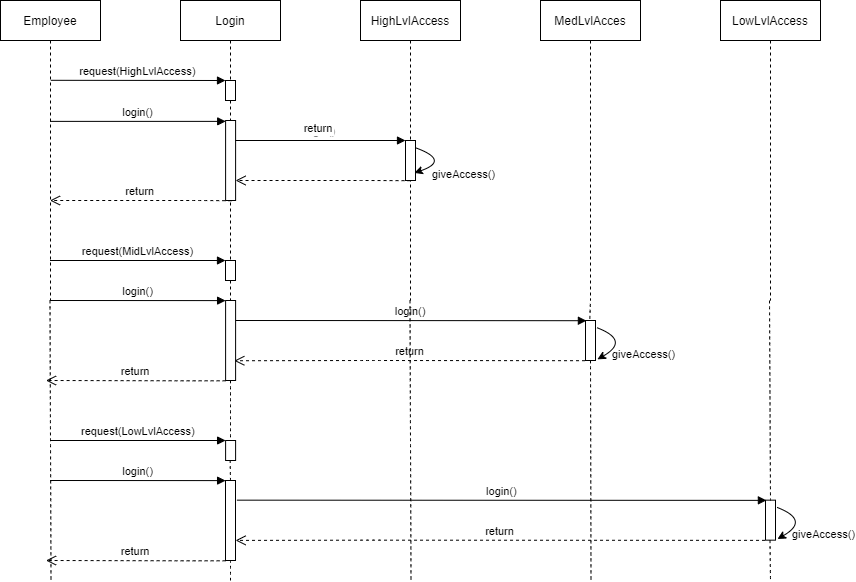 Employee
Login
HighLvlAccess
MedLvlAcces
LowLvlAccess
request(HighLvlAccess)
login()
return
giveAccess()
return
request(MidLvlAccess)
login()
login()
return
giveAccess()
return
request(LowLvlAccess)
login()
login()
return
giveAccess()
return